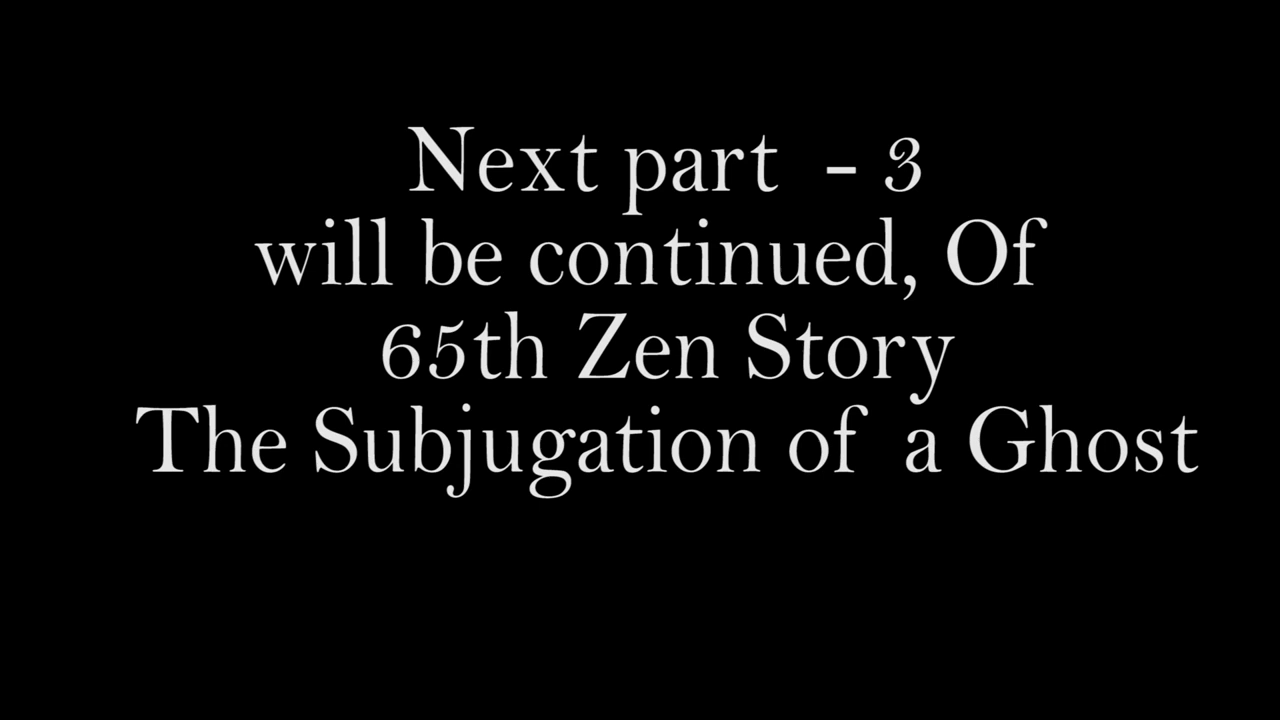 Next part - 3
will be continued, Of
65th Zen Story
The Subjugation of a Ghost